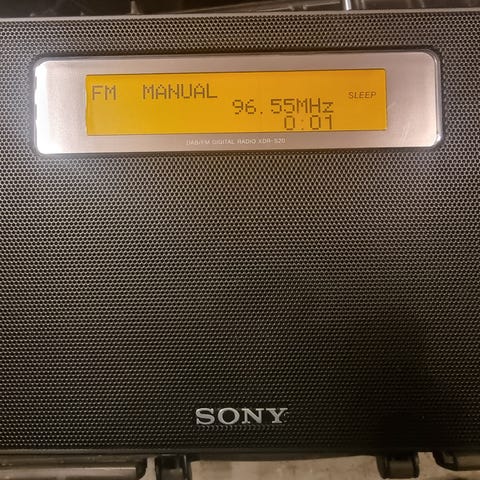 FM MANUAL
SLEEP
96.55MHz
0:01
DAB/FM DIGITAL RADIO XDR-S20
SONY